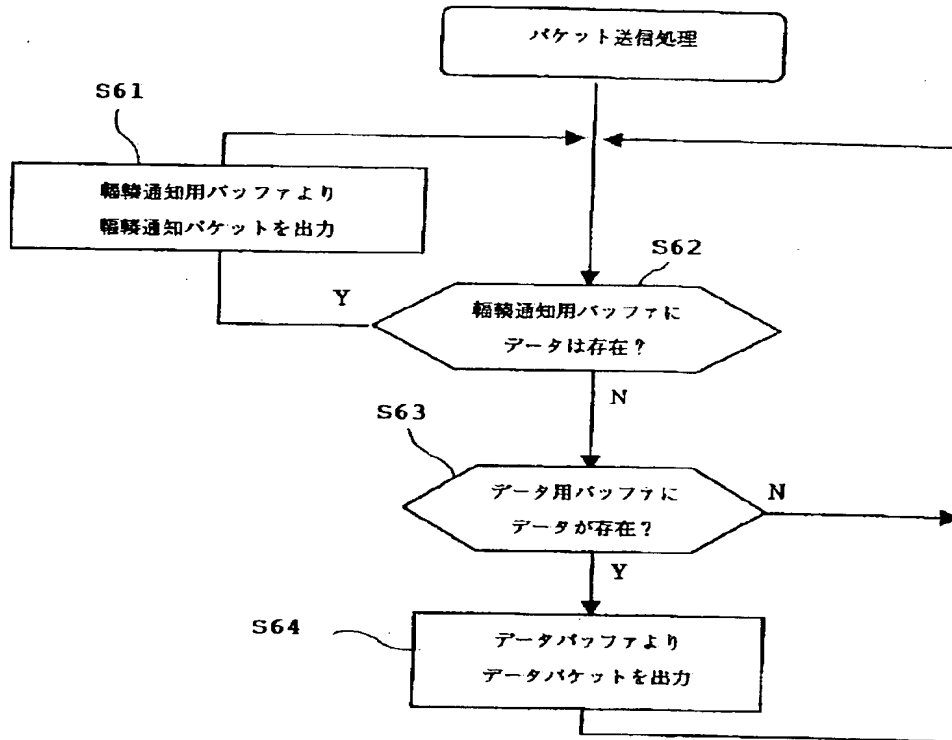 パケット送信処理
S61
輻輳通知用バッファより
輻輳通知パケットを出力
S62
Y
輻輳通知用バッファに
データは存在?
N
S63
データ用バッファに
データが存在?
N
Y
S64
データバッファより
データパケットを出力